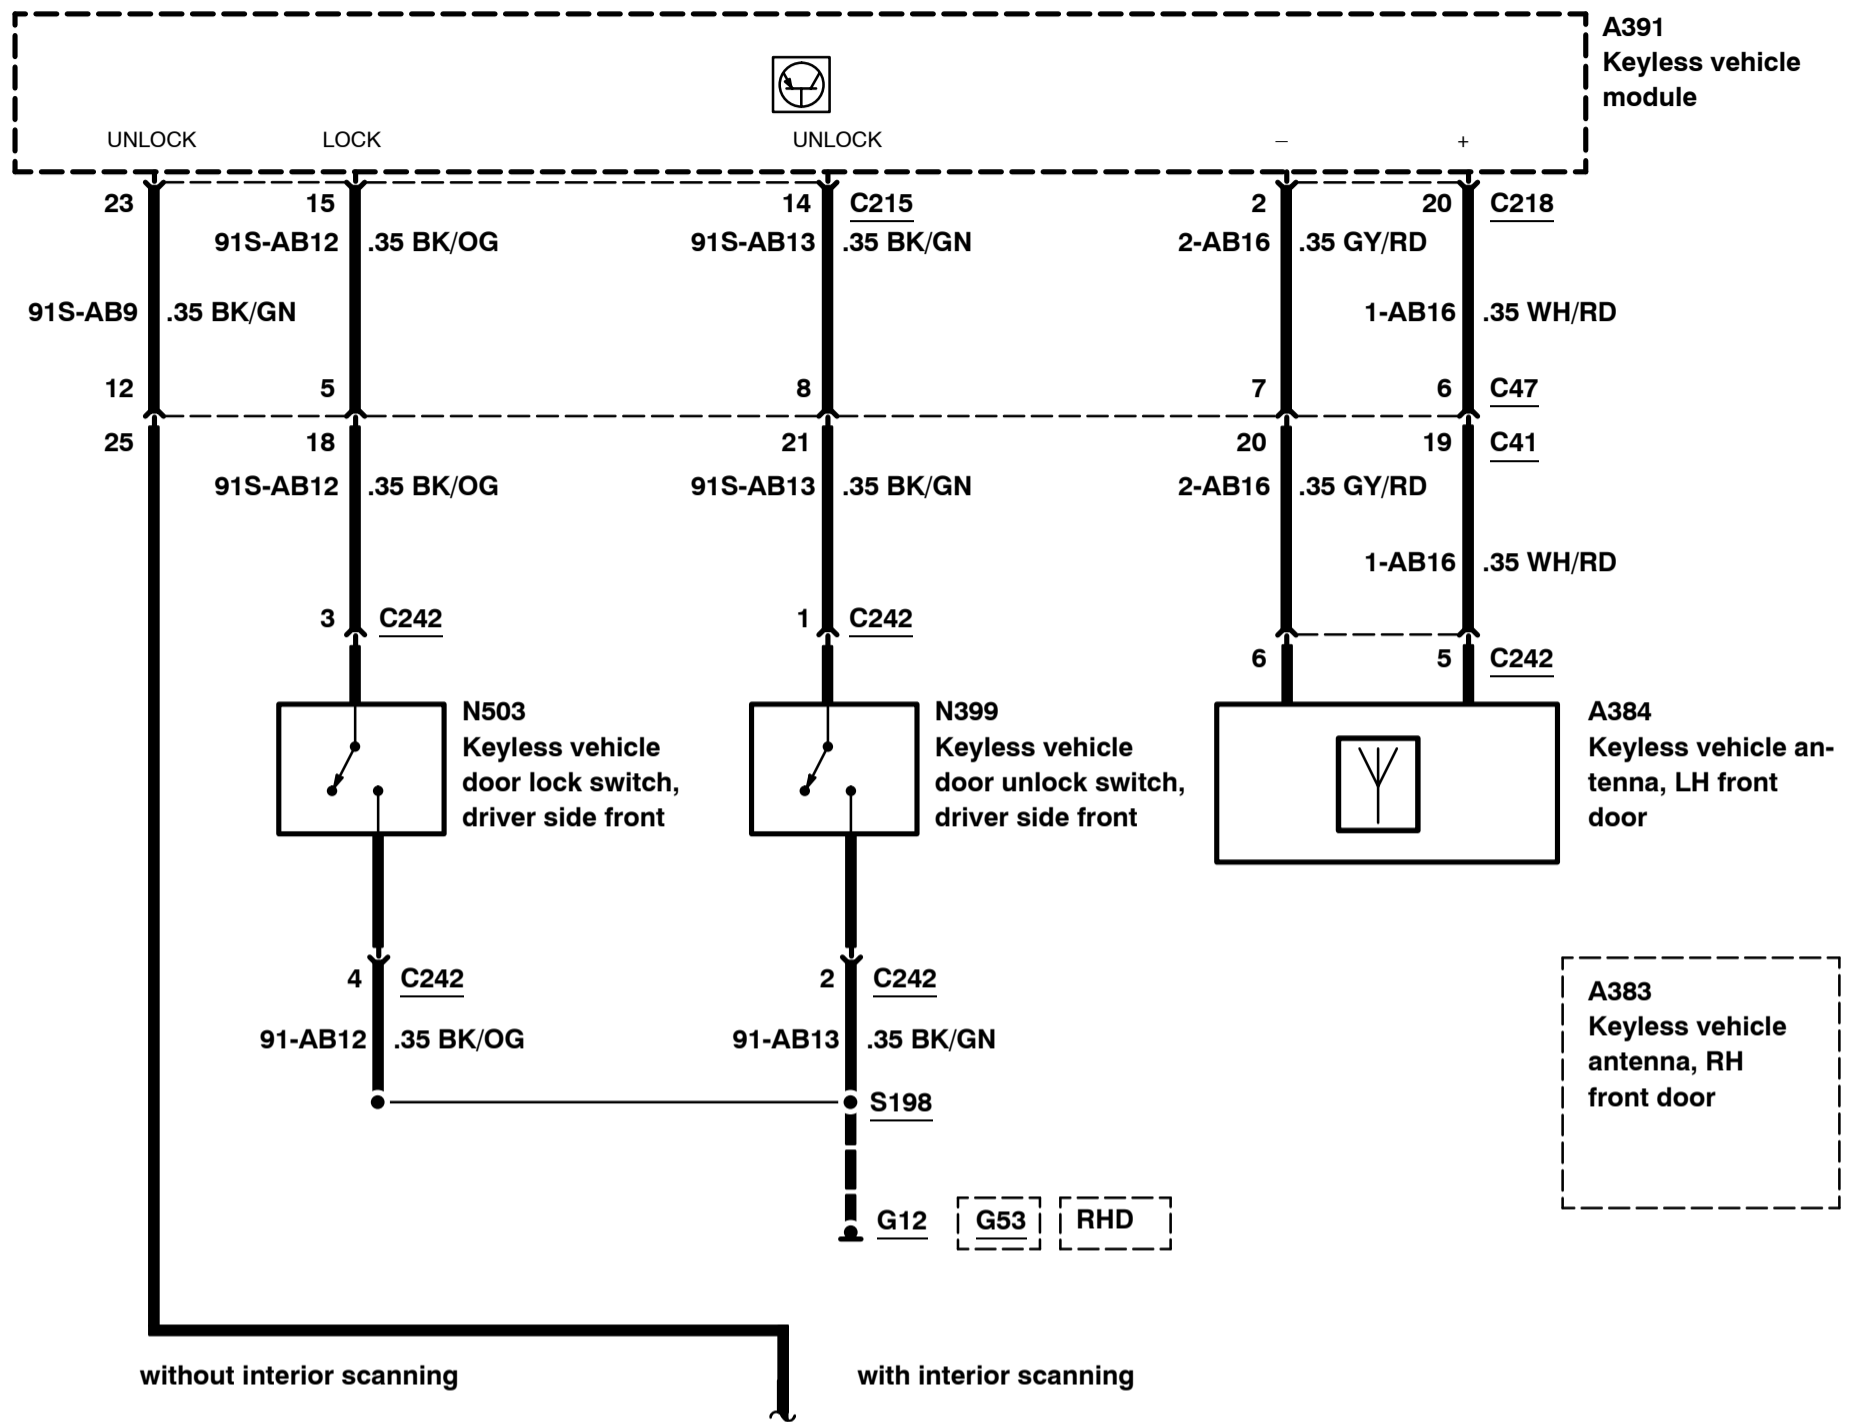 A391
Keyless vehicle
module
UNLOCK LOCK UNLOCK – +
23 15 14 C215 2 20 C218
91S-AB12 .35 BK/OG 91S-AB13 .35 BK/GN 2-AB16 .35 GY/RD
91S-AB9 .35 BK/GN 1-AB16 .35 WH/RD
12 5 8 7 6 C47
25 18 21 20 19 C41
91S-AB12 .35 BK/OG 91S-AB13 .35 BK/GN 2-AB16 .35 GY/RD
1-AB16 .35 WH/RD
3 C242 1 C242
6 5 C242
N503
Keyless vehicle
door lock switch,
driver side front
N399
Keyless vehicle
door unlock switch,
driver side front
A384
Keyless vehicle an-
tenna, LH front
door
4 C242 2 C242
91-AB12 .35 BK/OG 91-AB13 .35 BK/GN
A383
Keyless vehicle
antenna, RH
front door
S198
G12 G53 RHD
without interior scanning with interior scanning